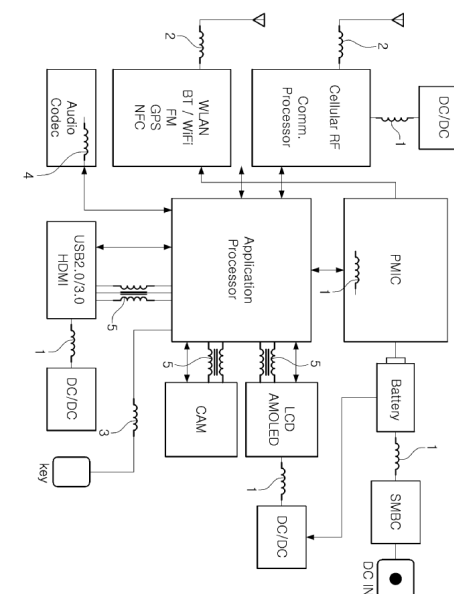 2
2
DC/DC
1
Cellular RF
Comm.
Processor
WLAN
BT / WiFi
FM
GPS
NFC
Audio
Codec
4
PMIC
1
Application
Processor
USB2.0/3.0
HDMI
5
1
DC/DC
Battery
LCD
AMOLED
5
CAM
5
3
key
1
DC/DC
1
SMBC
DC IN